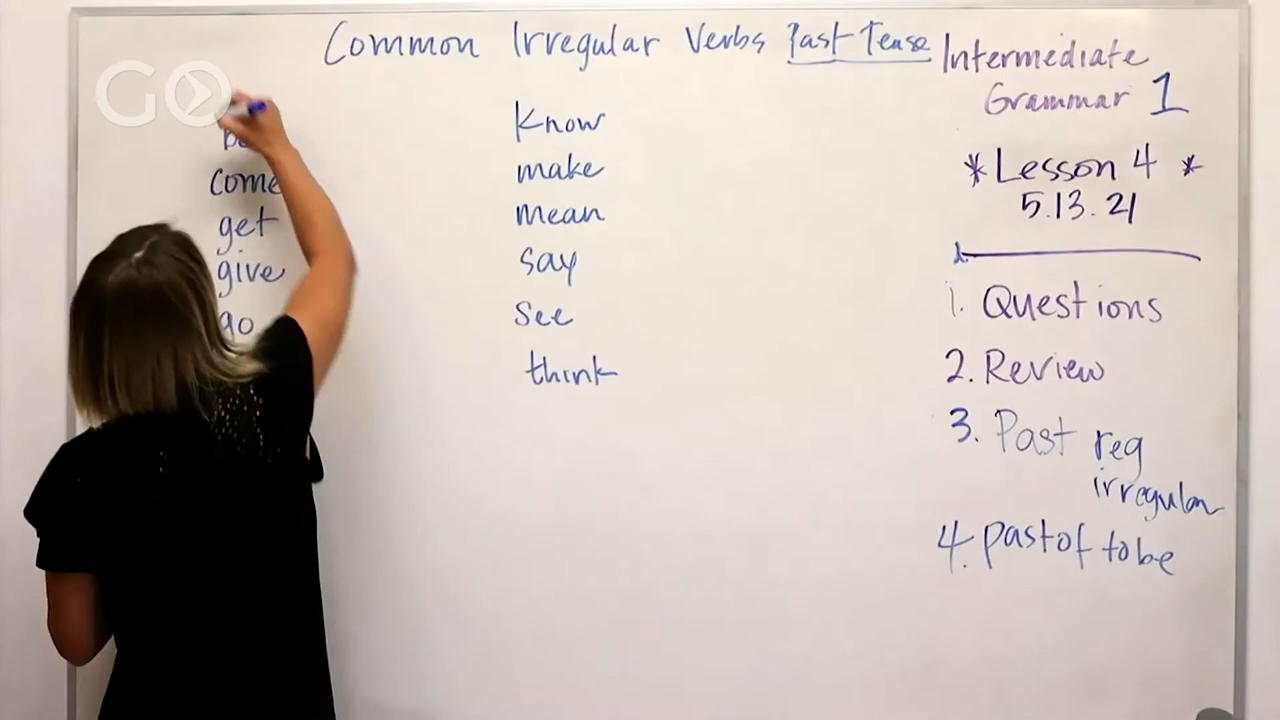 Common Irregular Verbs Past Tense
GO
come
get
give
go
know
make
mean
say
see
think
Intermediate
Grammar 1
* Lesson 4 *
5.13.21
1. Questions
2. Review
3. Past reg
irregular
4. past of to be